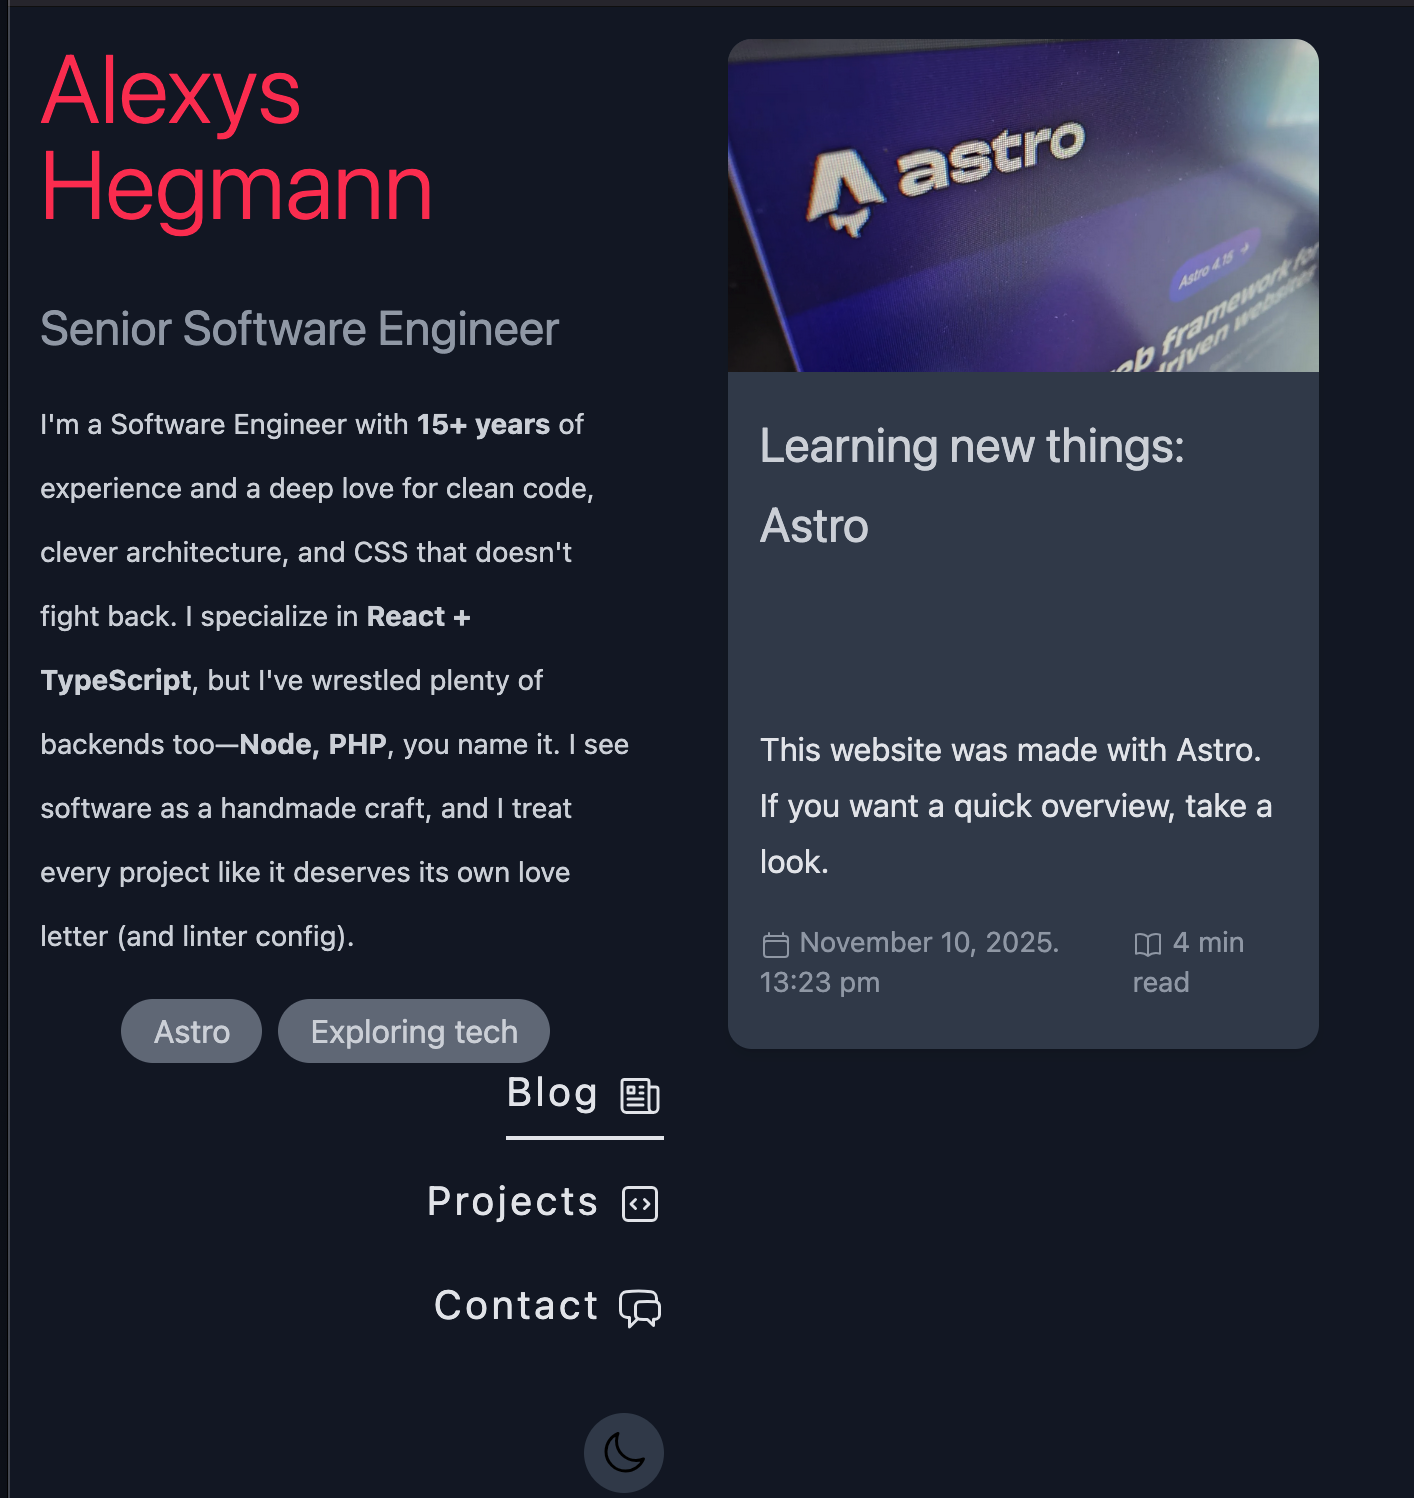 Alexys
Hegmann
Senior Software Engineer
I'm a Software Engineer with 15+ years of
experience and a deep love for clean code,
clever architecture, and CSS that doesn't
fight back. I specialize in React +
TypeScript, but I've wrestled plenty of
backends too—Node, PHP, you name it. I see
software as a handmade craft, and I treat
every project like it deserves its own love
letter (and linter config).
Astro
Exploring tech
Blog
Projects
Contact
astro
Astro 4.15 →
framework for
driven websites
Learning new things:
Astro
This website was made with Astro.
If you want a quick overview, take a
look.
November 10, 2025.
13:23 pm
4 min
read